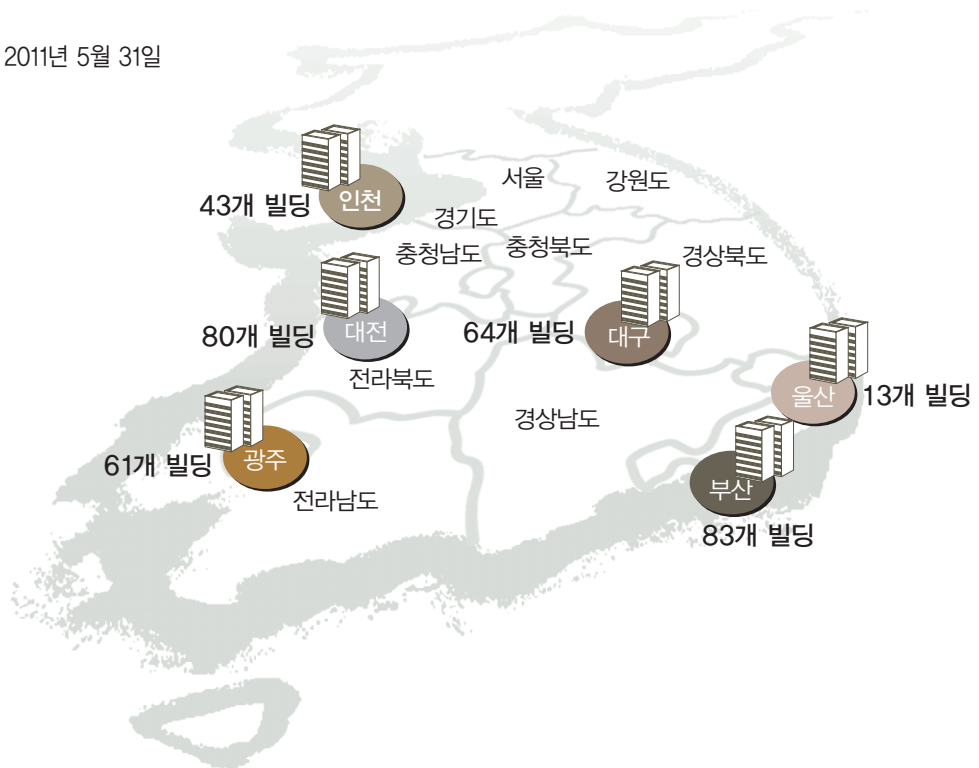 2011년 5월 31일
서울
강원도
43개 빌딩
인천
경기도
충청남도
충청북도
경상북도
80개 빌딩
대전
64개 빌딩
대구
전라북도
울산
13개 빌딩
경상남도
61개 빌딩
광주
전라남도
부산
83개 빌딩